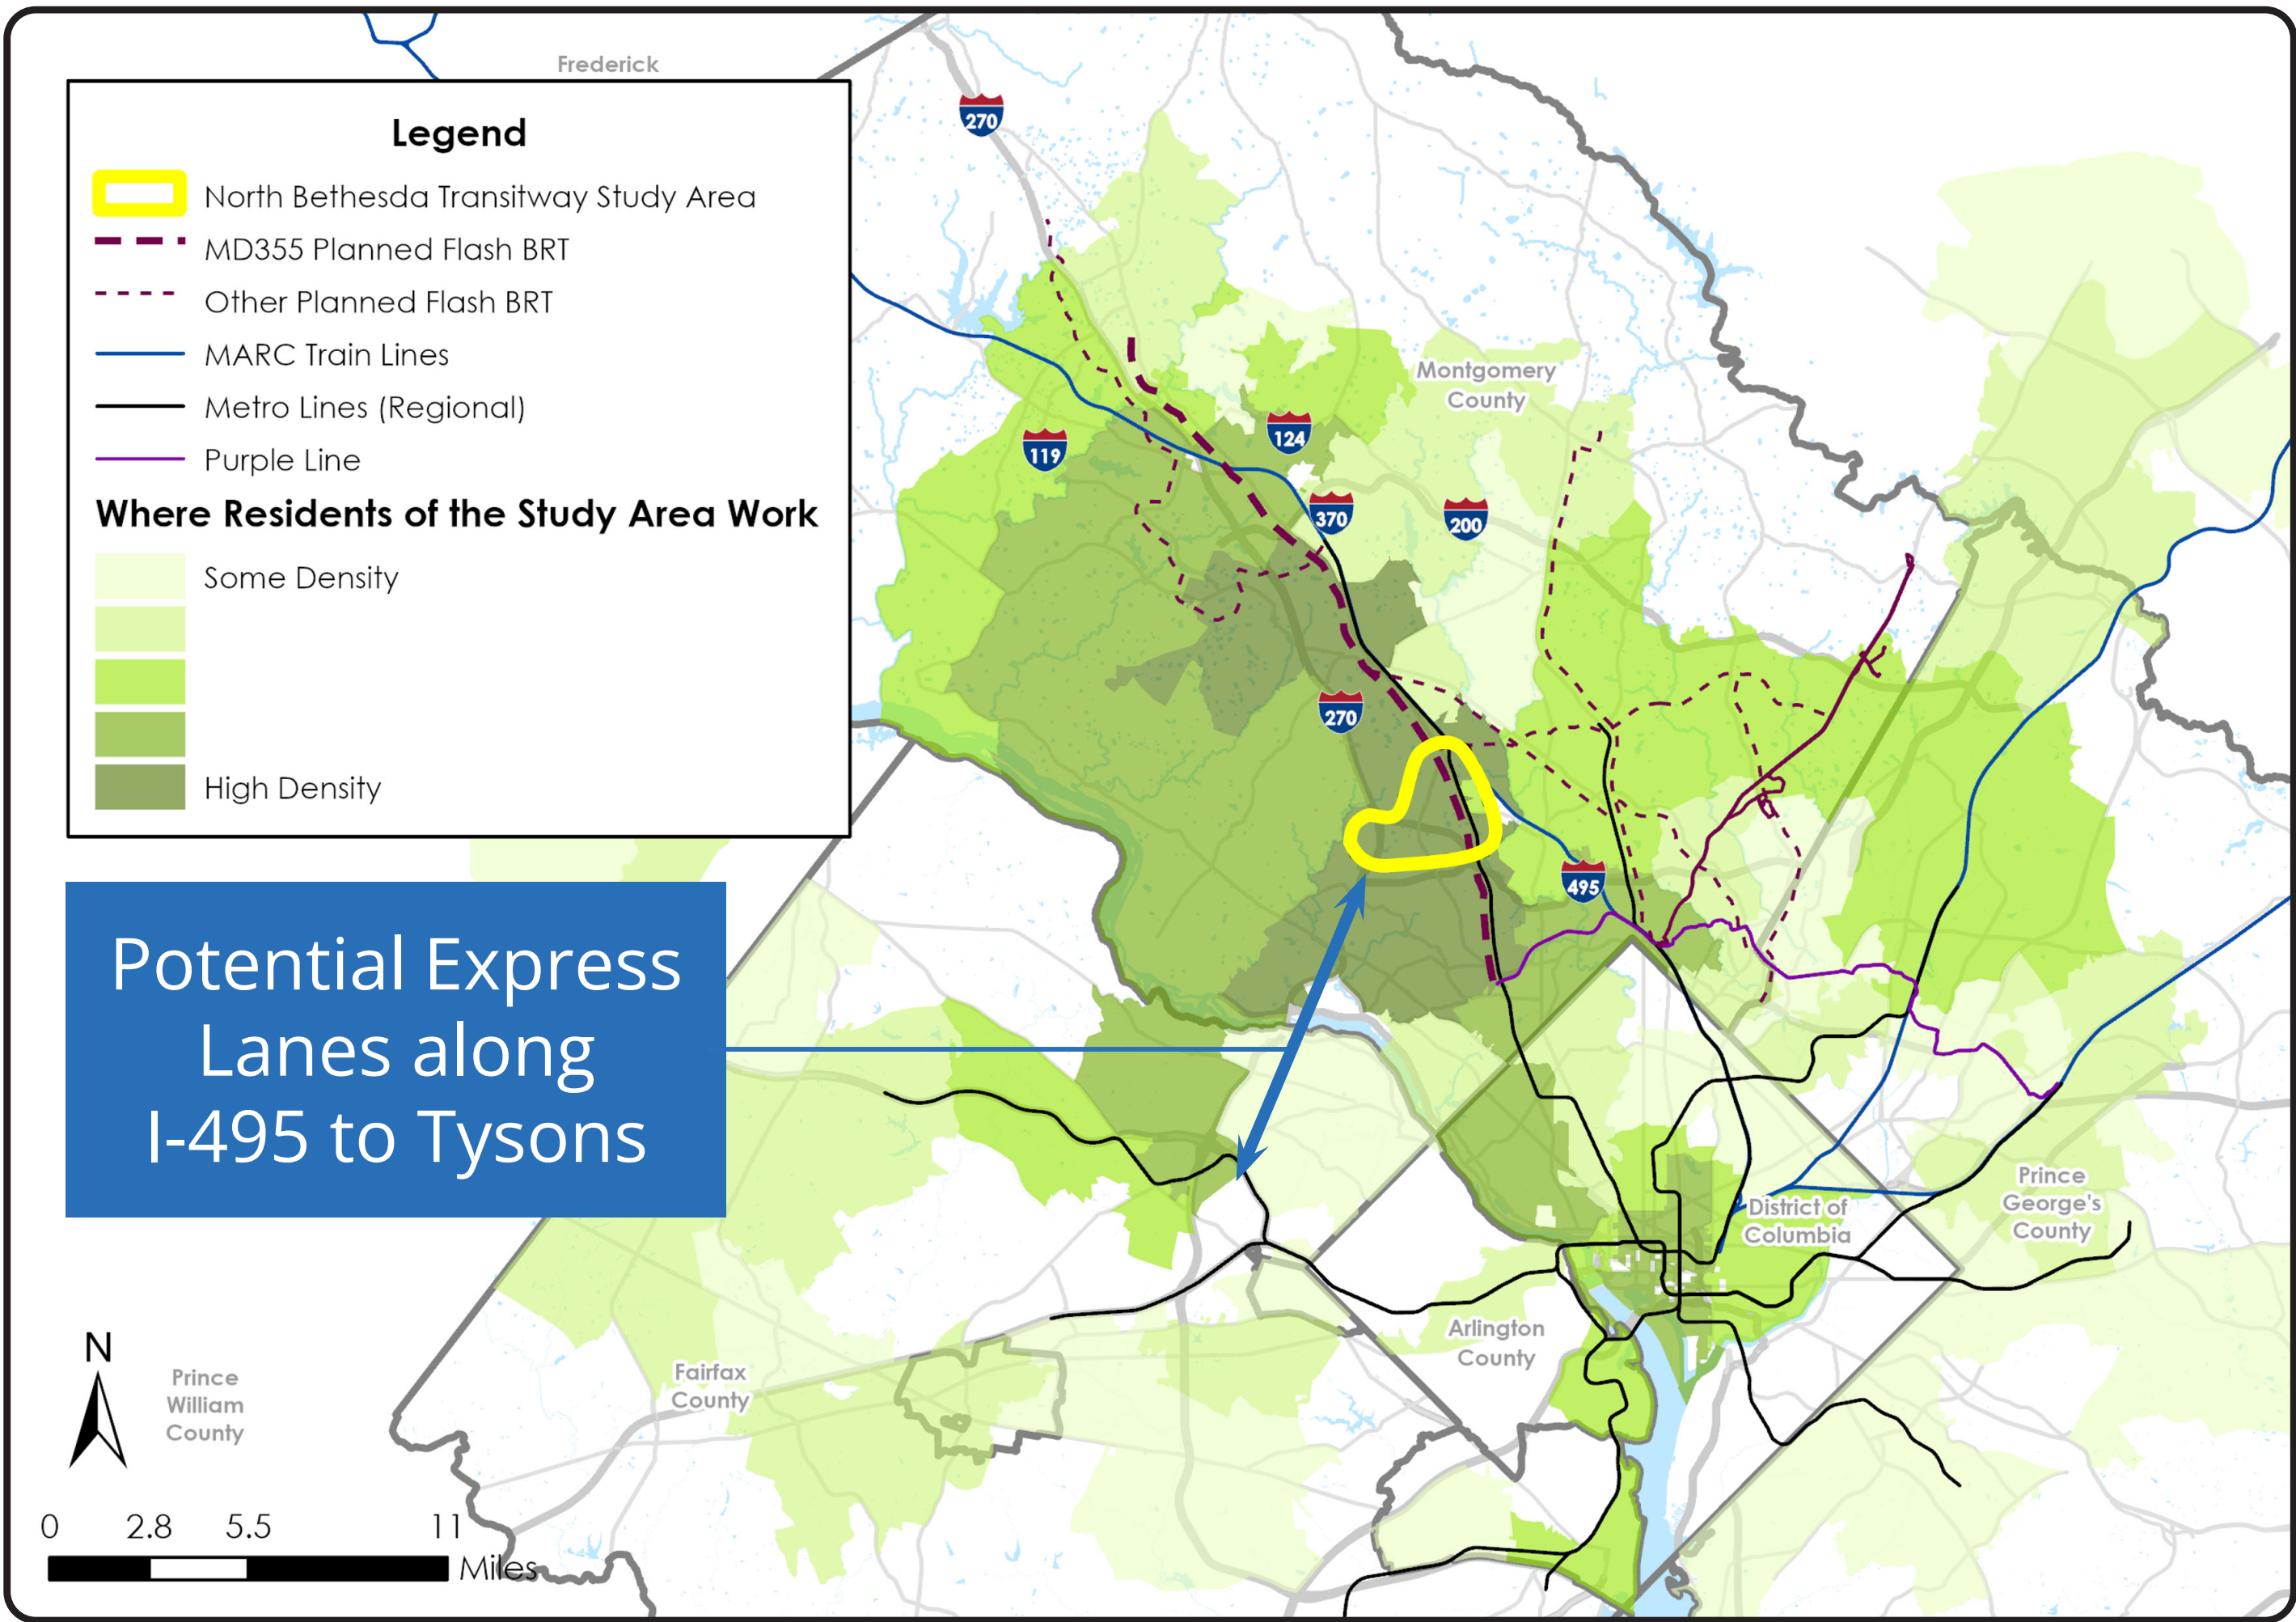 Frederick
Legend
North Bethesda Transitway Study Area
MD355 Planned Flash BRT
Other Planned Flash BRT
MARC Train Lines
Metro Lines (Regional)
Purple Line
Where Residents of the Study Area Work
Some Density
High Density
270
Montgomery
County
124
119
370
200
270
495
Potential Express
Lanes along
I-495 to Tysons
Prince
George's
County
District of
Columbia
Arlington
County
Fairfax
County
N
Prince
William
County
0 2.8 5.5 11
Miles